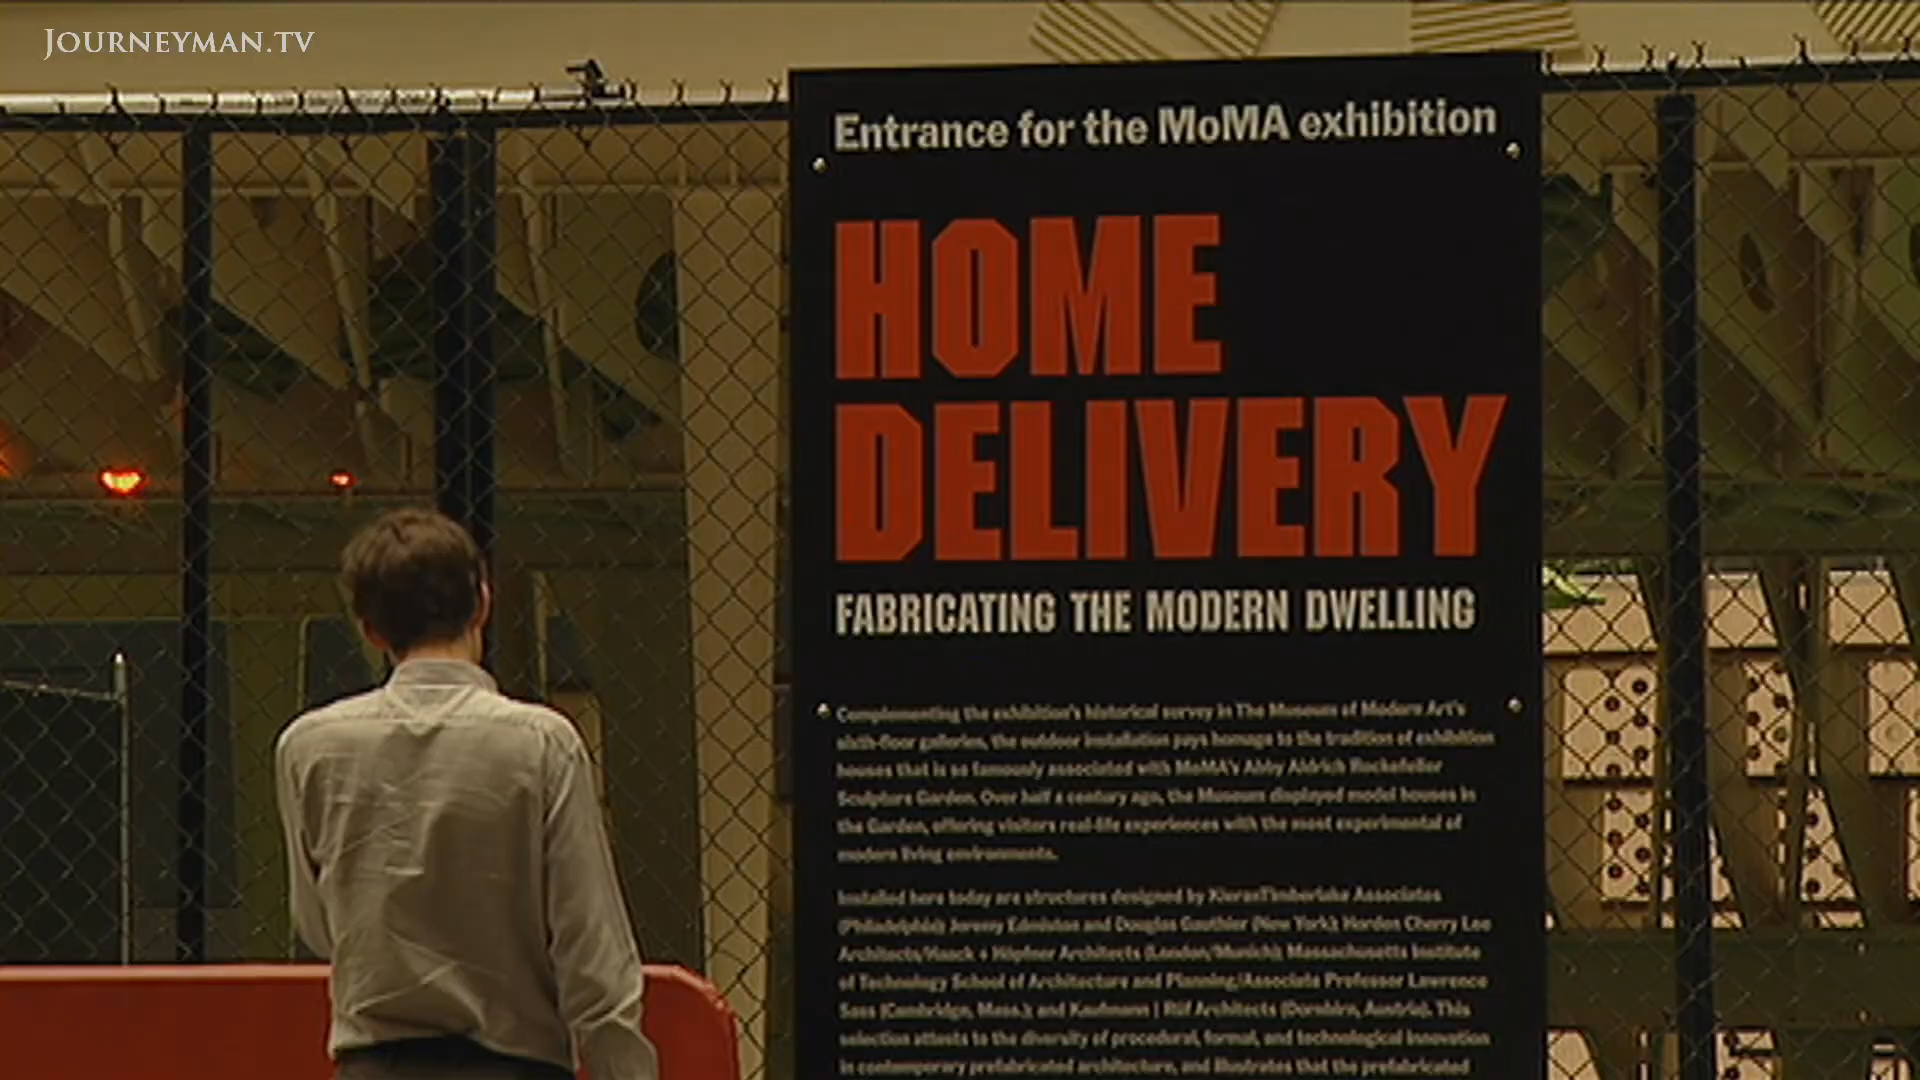 JOURNEYMAN.TV
Entrance for the MoMA exhibition
HOME
DELIVERY
FABRICATING THE MODERN DWELLING
Complementing the exhibition's historical survey in The Museum of Modern Art's
sixth-floor galleries, the outdoor installation pays homage to the tradition of exhibition
houses that is so famously associated with MoMA's Abby Aldrich Rockefeller
Sculpture Garden. Over half a century ago, the Museum displayed model houses in
the Garden, offering visitors real-life experiences with the most experimental of
modern living environments.
Installed here today are structures designed by KieranTimberlake Associates
(Philadelphia); Jeremy Edmiston and Douglas Gauthier (New York); Horden Cherry Lee
Architects/Haack + Höpfner Architects (London/Munich); Massachusetts Institute
of Technology School of Architecture and Planning/Associate Professor Lawrence
Sass (Cambridge, Mass.); and Kaufmann | Rüf Architects (Dornbirn, Austria). This
selection attests to the diversity of procedural, formal, and technological innovation
in contemporary prefabricated architecture, and illustrates that the prefabricated